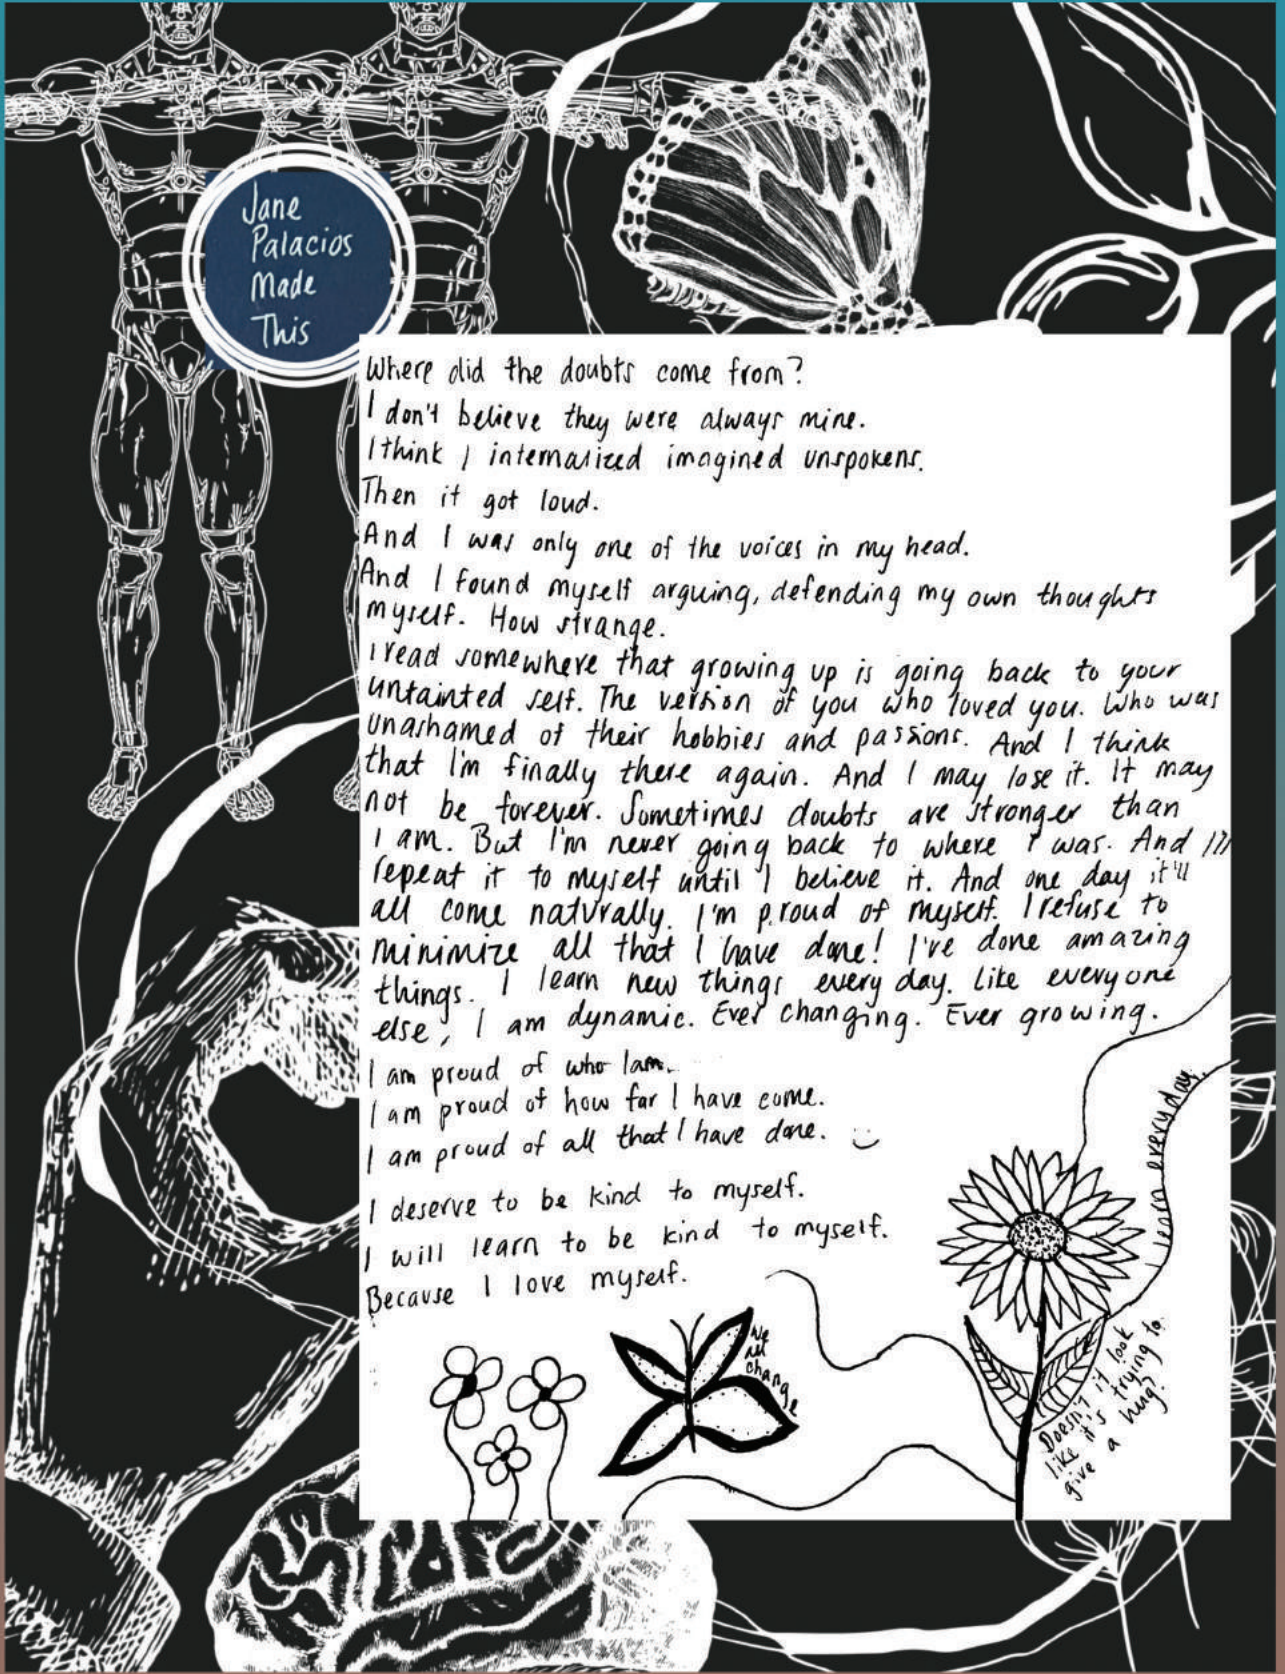 Jane
Palacios
Made
This
Where did the doubts come from?
I don't believe they were always mine.
I think I internalized imagined unspokens.
Then it got loud.
And I was only one of the voices in my head.
And I found myself arguing, defending my own thoughts
myself. How strange.
I read somewhere that growing up is going back to your
untainted self. The version of you who loved you. Who was
unashamed of their hobbies and passions. And I think
that I'm finally there again. And I may lose it. It may
not be forever. Sometimes doubts are stronger than
I am. But I'm never going back to where I was. And I'll
repeat it to myself until I believe it. And one day it'll
all come naturally. I'm proud of myself. I refuse to
minimize all that I have done! I've done amazing
things. I learn new things every day. Like everyone
else, I am dynamic. Ever changing. Ever growing.
I am proud of who I am.
I am proud of how far I have come.
I am proud of all that I have done.
I deserve to be kind to myself.
I will learn to be kind to myself.
Because I love myself.
I learn everyday.
We
all
change
Doesn't it look
like it's trying to
give a hug?